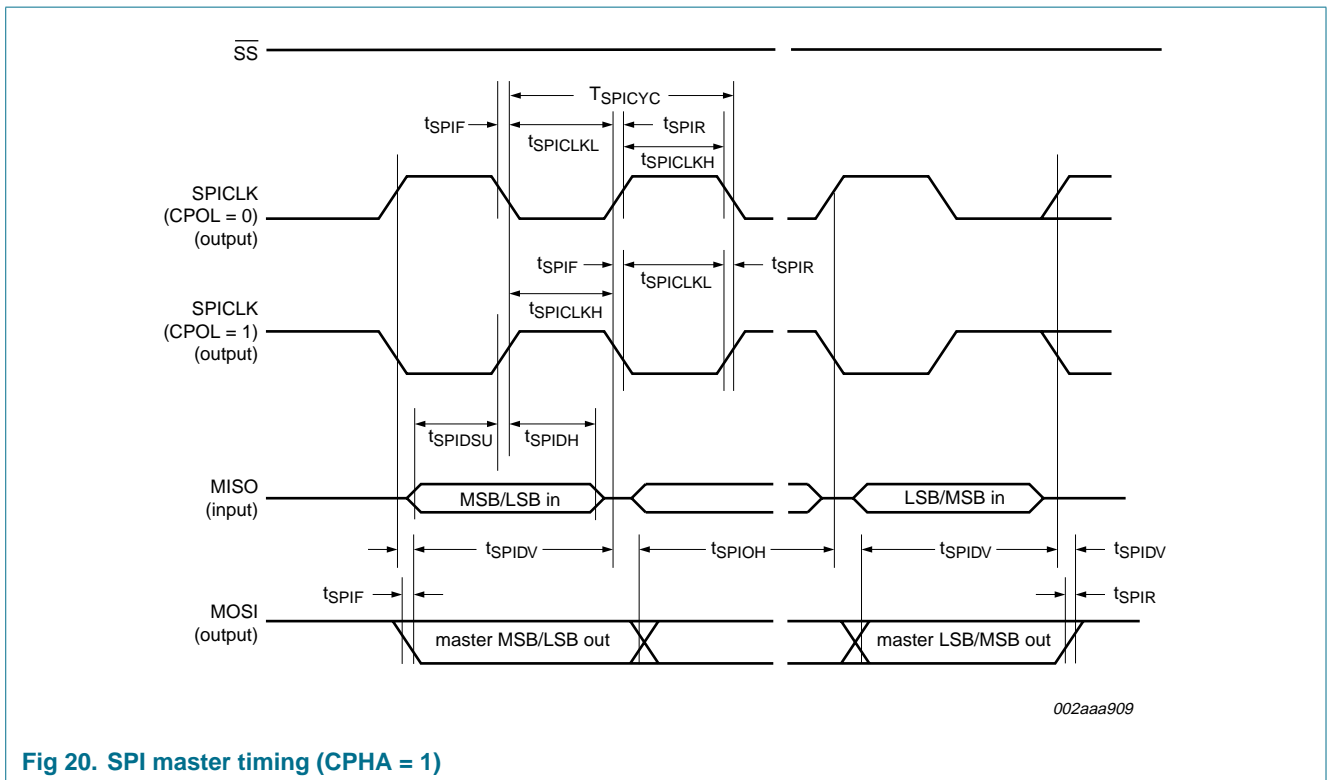 SS
TSPICYC
tSPIF
tSPICLKL
tSPIR
tSPICLKH
SPICLK
(CPOL = 0)
(output)
tSPIF
tSPICLKL
tSPIR
tSPICLKH
SPICLK
(CPOL = 1)
(output)
tSPIDSU
tSPIDH
MISO
(input)
MSB/LSB in
LSB/MSB in
tSPIDV
tSPIOH
tSPIDV
tSPIDV
tSPIF
tSPIR
MOSI
(output)
master MSB/LSB out
master LSB/MSB out
002aaa909
Fig 20. SPI master timing (CPHA = 1)